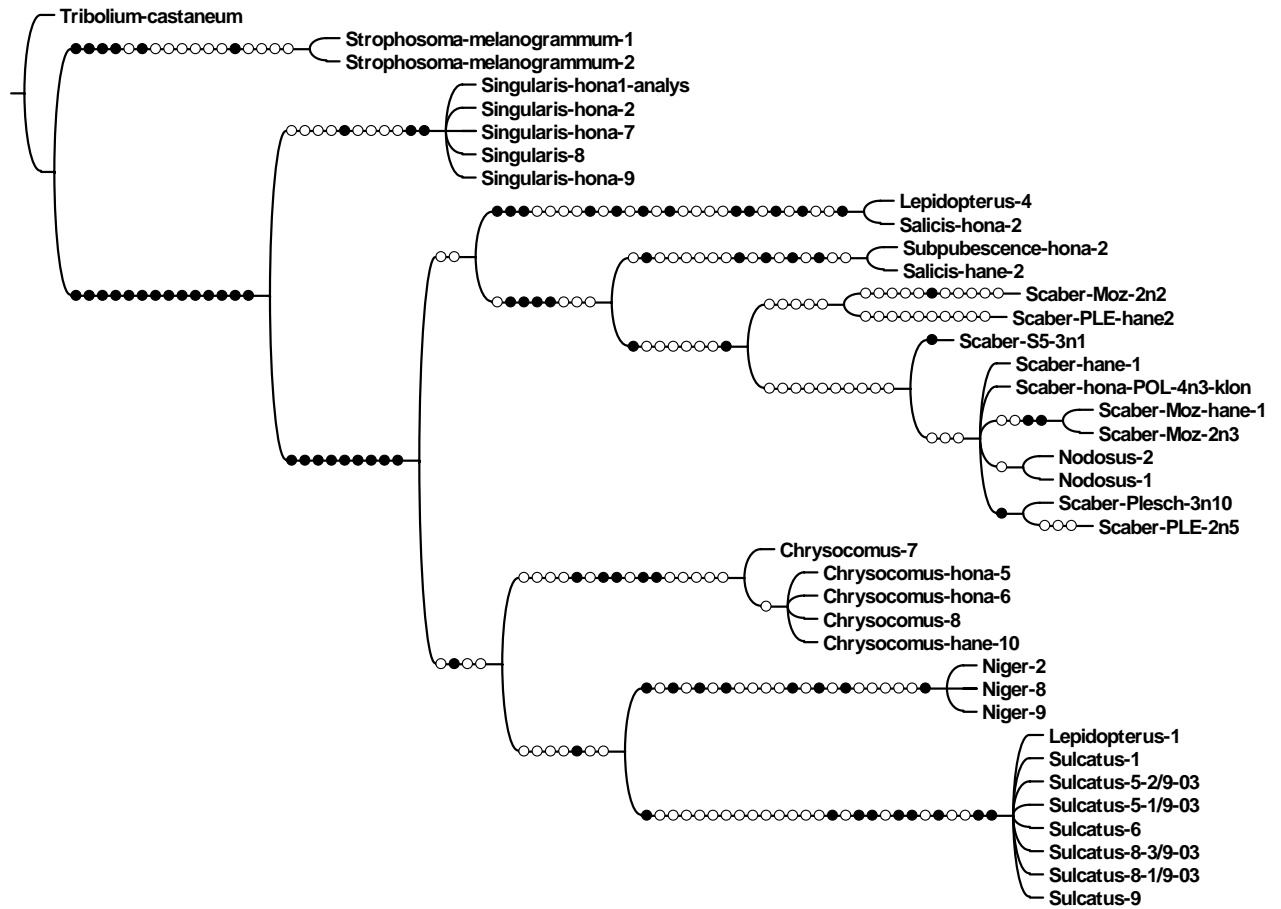 Tribolium-castaneum
Strophosoma-melanogrammum-1
Strophosoma-melanogrammum-2
Singularis-hona1-analys
Singularis-hona-2
Singularis-hona-7
Singularis-8
Singularis-hona-9
Lepidopterus-4
Salicis-hona-2
Subpubescence-hona-2
Salicis-hane-2
Scaber-Moz-2n2
Scaber-PLE-hane2
Scaber-S5-3n1
Scaber-hane-1
Scaber-hona-POL-4n3-klon
Scaber-Moz-hane-1
Scaber-Moz-2n3
Nodosus-2
Nodosus-1
Scaber-Plesch-3n10
Scaber-PLE-2n5
Chrysocomus-7
Chrysocomus-hona-5
Chrysocomus-hona-6
Chrysocomus-8
Chrysocomus-hane-10
Niger-2
Niger-8
Niger-9
Lepidopterus-1
Sulcatus-1
Sulcatus-5-2/9-03
Sulcatus-5-1/9-03
Sulcatus-6
Sulcatus-8-3/9-03
Sulcatus-8-1/9-03
Sulcatus-9